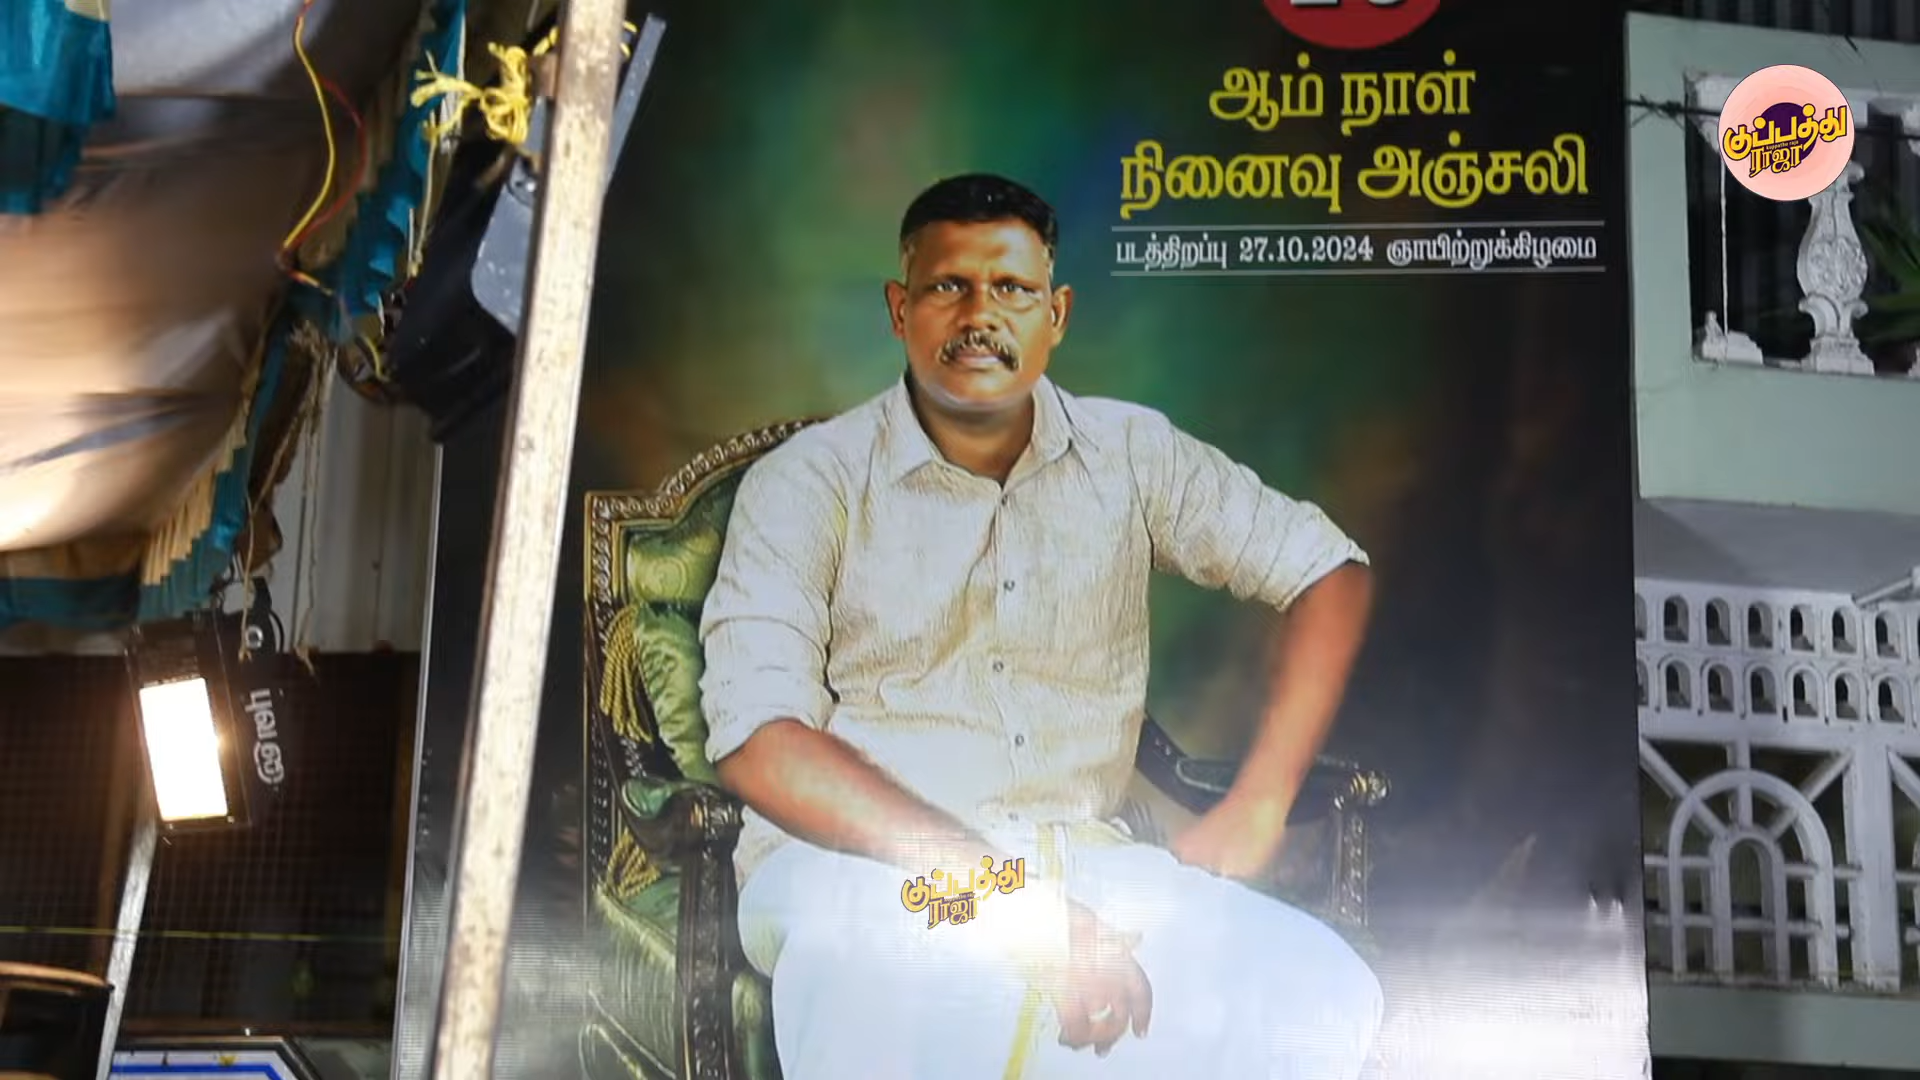 ஆம் நாள்
நினைவு அஞ்சலி
படத்திறப்பு 27.10.2024 ஞாயிற்றுக்கிழமை
குப்பத்து
ராஜா
குப்பத்து
ராஜா